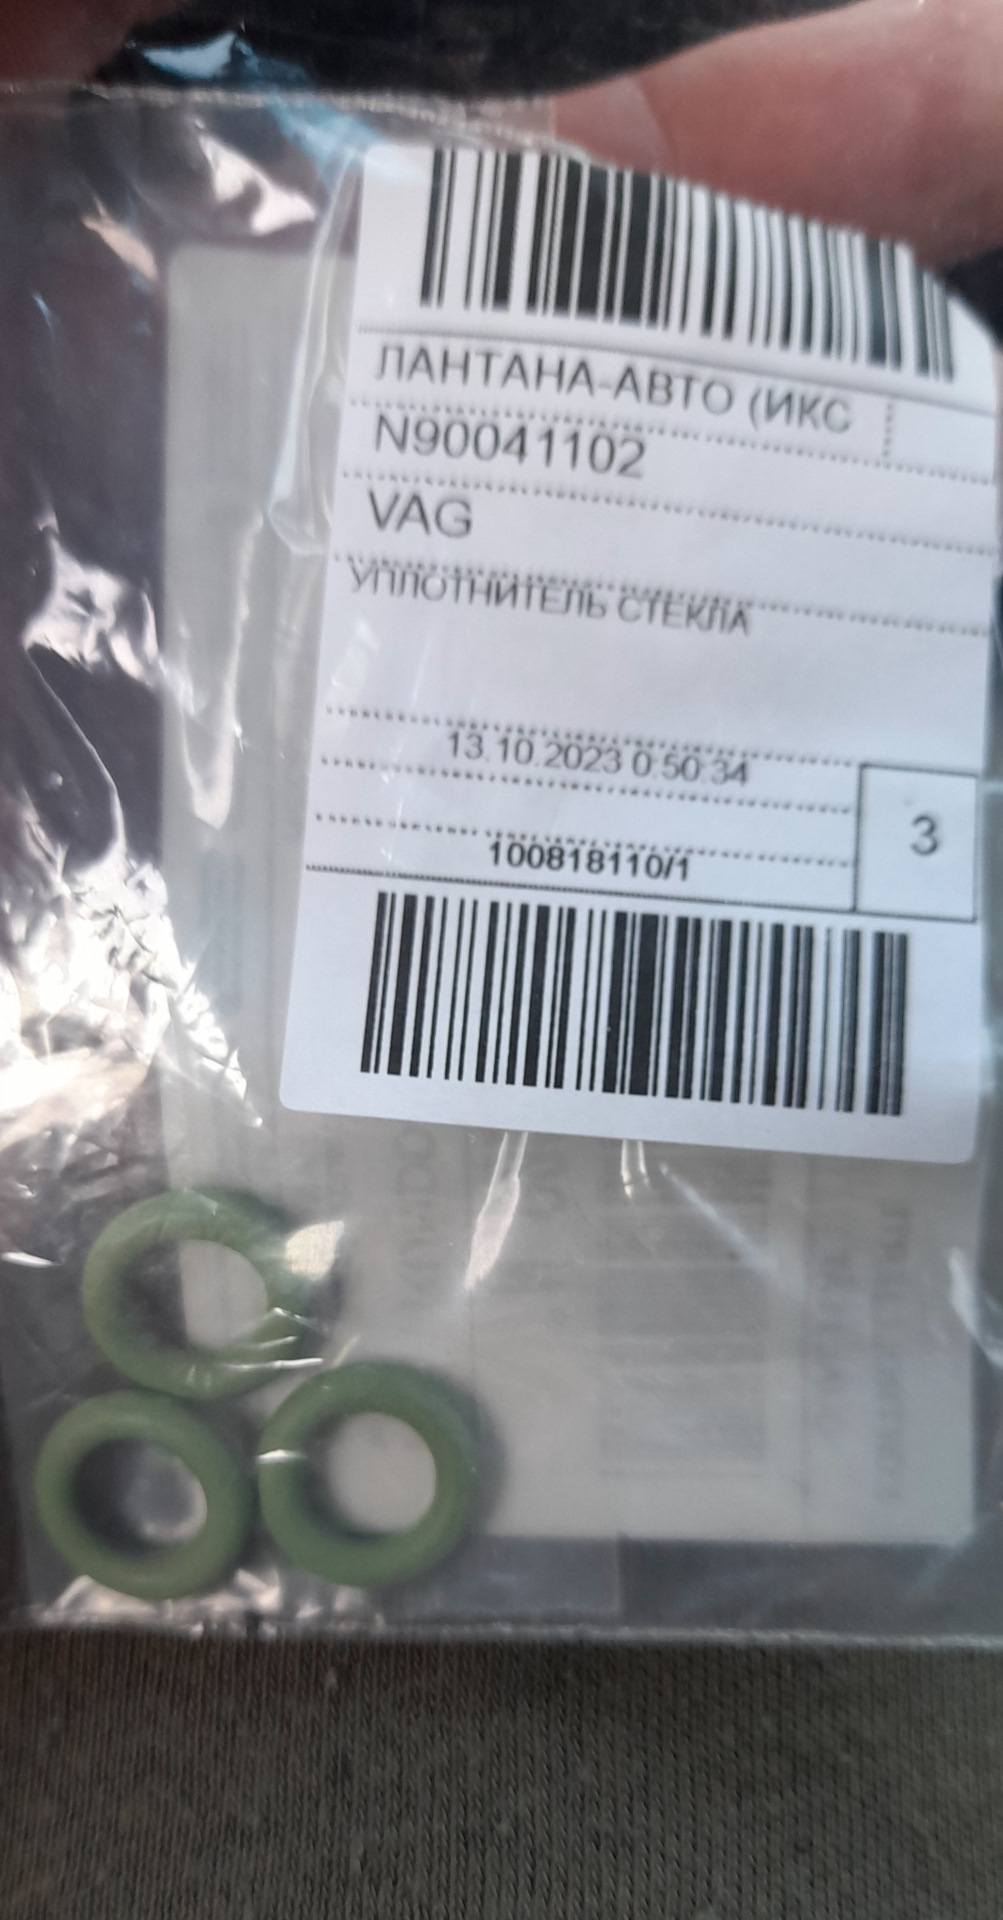 ЛАНТАНА-АВТО (ИКС
N90041102
VAG
УПЛОТНИТЕЛЬ СТЕКЛА
13.10.2023 0:50:34
3
100818110/1